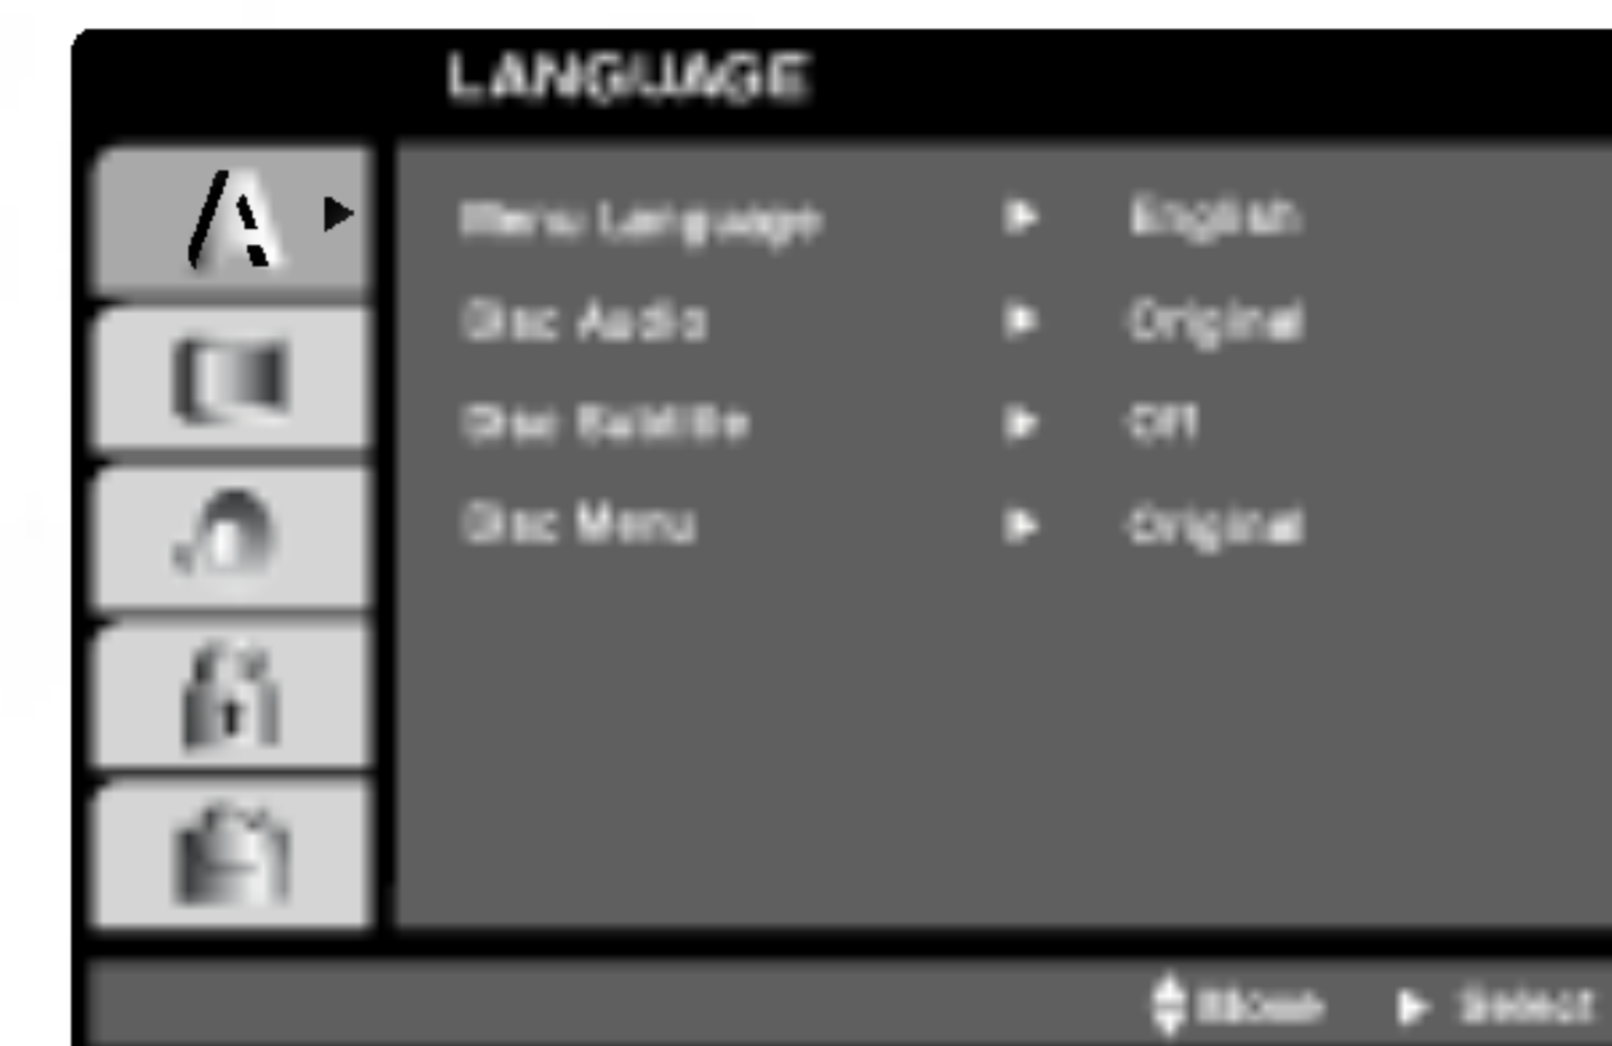 LANGUAGE
Menu Language ► English
Disc Audio ► Original
Disc Subtitle ► Off
Disc Menu ► Original
Move ► Select